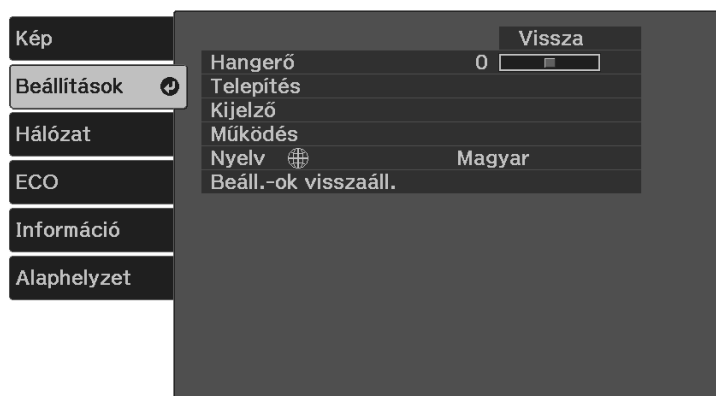 Kép
Beállítások
Hálózat
ECO
Információ
Alaphelyzet
Vissza
Hangerő 0
Telepítés
Kijelző
Működés
Nyelv Magyar
Beáll.-ok visszaáll.